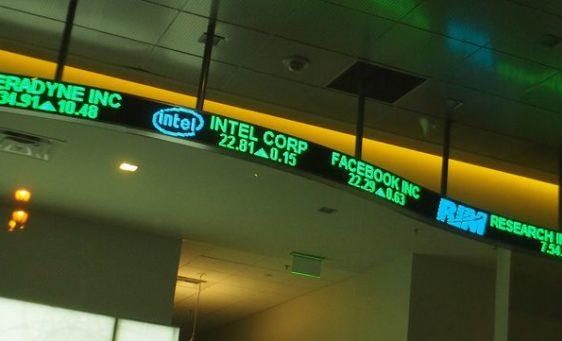 ERADYNE INC
34.91▲10.48
intel
INTEL CORP
22.81▲0.15
FACEBOOK INC
22.29▲0.63
RIM
RESEARCH I
7.54